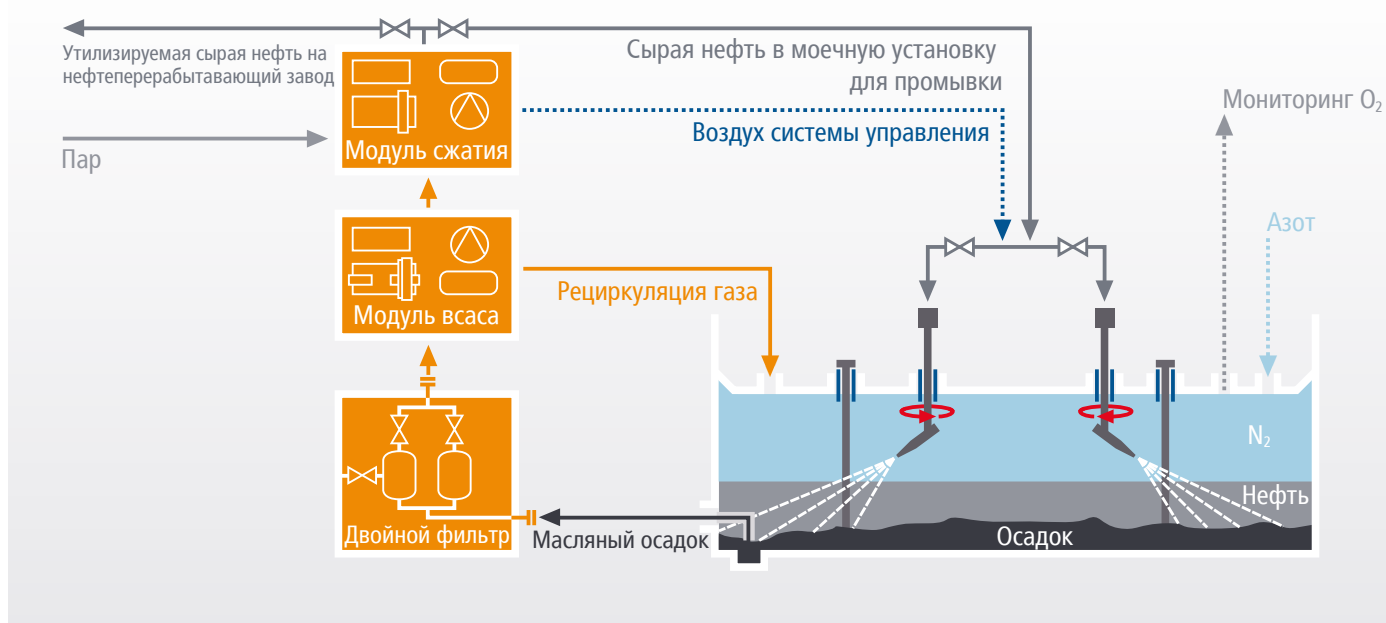 Утилизируемая сырая нефть на
нефтеперерабытавающий завод
Сырая нефть в моечную установку
для промывки
Мониторинг O₂
Воздух системы управления
Пар
Модуль сжатия
Азот
Рециркуляция газа
Модуль всаса
N₂
Нефть
Двойной фильтр
Масляный осадок
Осадок